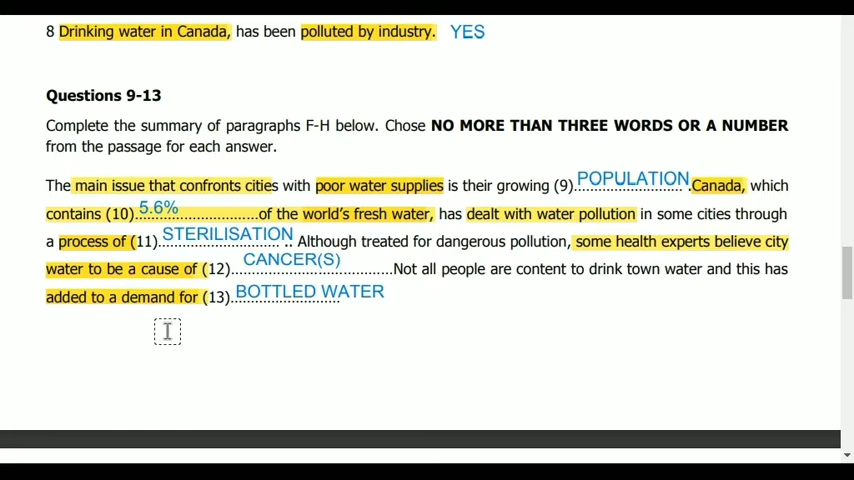 8 Drinking water in Canada, has been polluted by industry. YES
Questions 9-13
Complete the summary of paragraphs F-H below. Chose NO MORE THAN THREE WORDS OR A NUMBER
from the passage for each answer.
The main issue that confronts cities with poor water supplies is their growing (9) POPULATION. Canada, which
contains (10) 5.6% of the world's fresh water, has dealt with water pollution in some cities through
a process of (11) STERILISATION. Although treated for dangerous pollution, some health experts believe city
water to be a cause of (12) CANCER(S) Not all people are content to drink town water and this has
added to a demand for (13) BOTTLED WATER